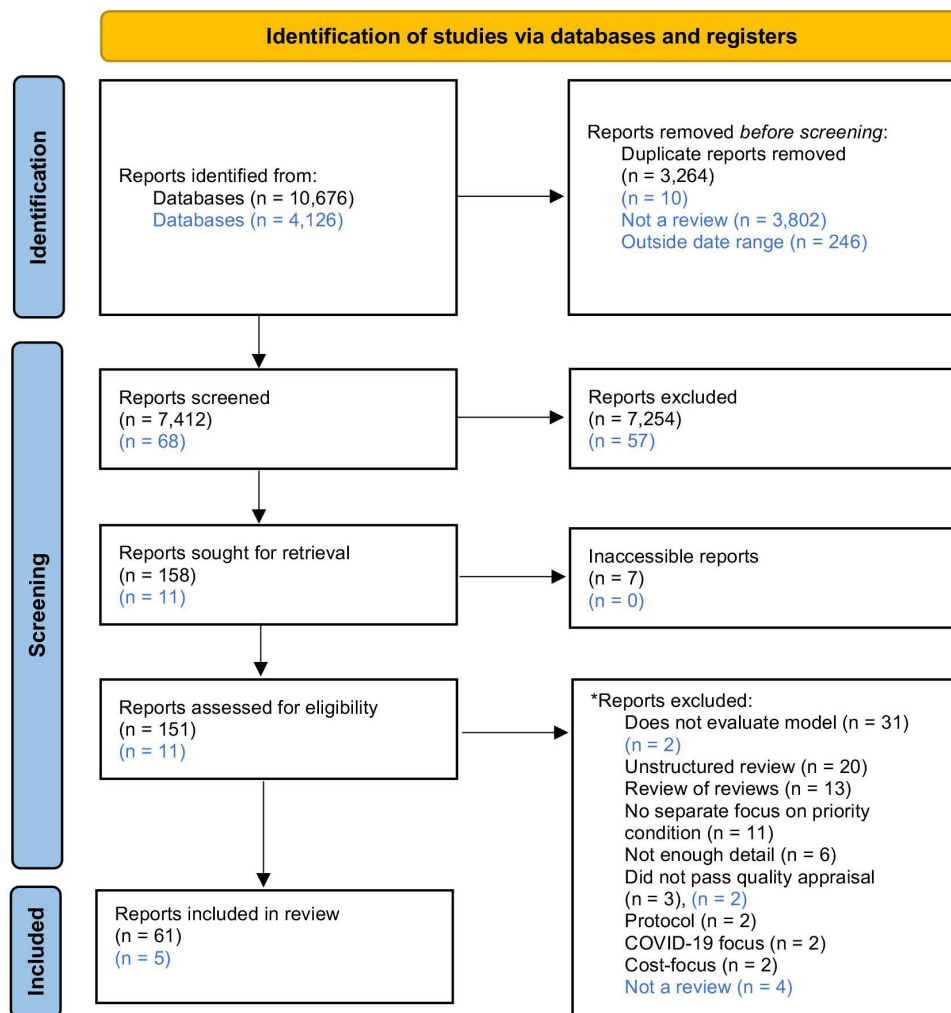 Identification of studies via databases and registers
Identification
Reports identified from:
Databases (n = 10,676)
Databases (n = 4,126)
Reports removed before screening:
Duplicate reports removed
(n = 3,264)
(n = 10)
Not a review (n = 3,802)
Outside date range (n = 246)
Screening
Reports screened
(n = 7,412)
(n = 68)
Reports excluded
(n = 7,254)
(n = 57)
Reports sought for retrieval
(n = 158)
(n = 11)
Inaccessible reports
(n = 7)
(n = 0)
Reports assessed for eligibility
(n = 151)
(n = 11)
*Reports excluded:
Does not evaluate model (n = 31)
(n = 2)
Unstructured review (n = 20)
Review of reviews (n = 13)
No separate focus on priority
condition (n = 11)
Not enough detail (n = 6)
Did not pass quality appraisal
(n = 3), (n = 2)
Protocol (n = 2)
COVID-19 focus (n = 2)
Cost-focus (n = 2)
Not a review (n = 4)
Included
Reports included in review
(n = 61
(n = 5)